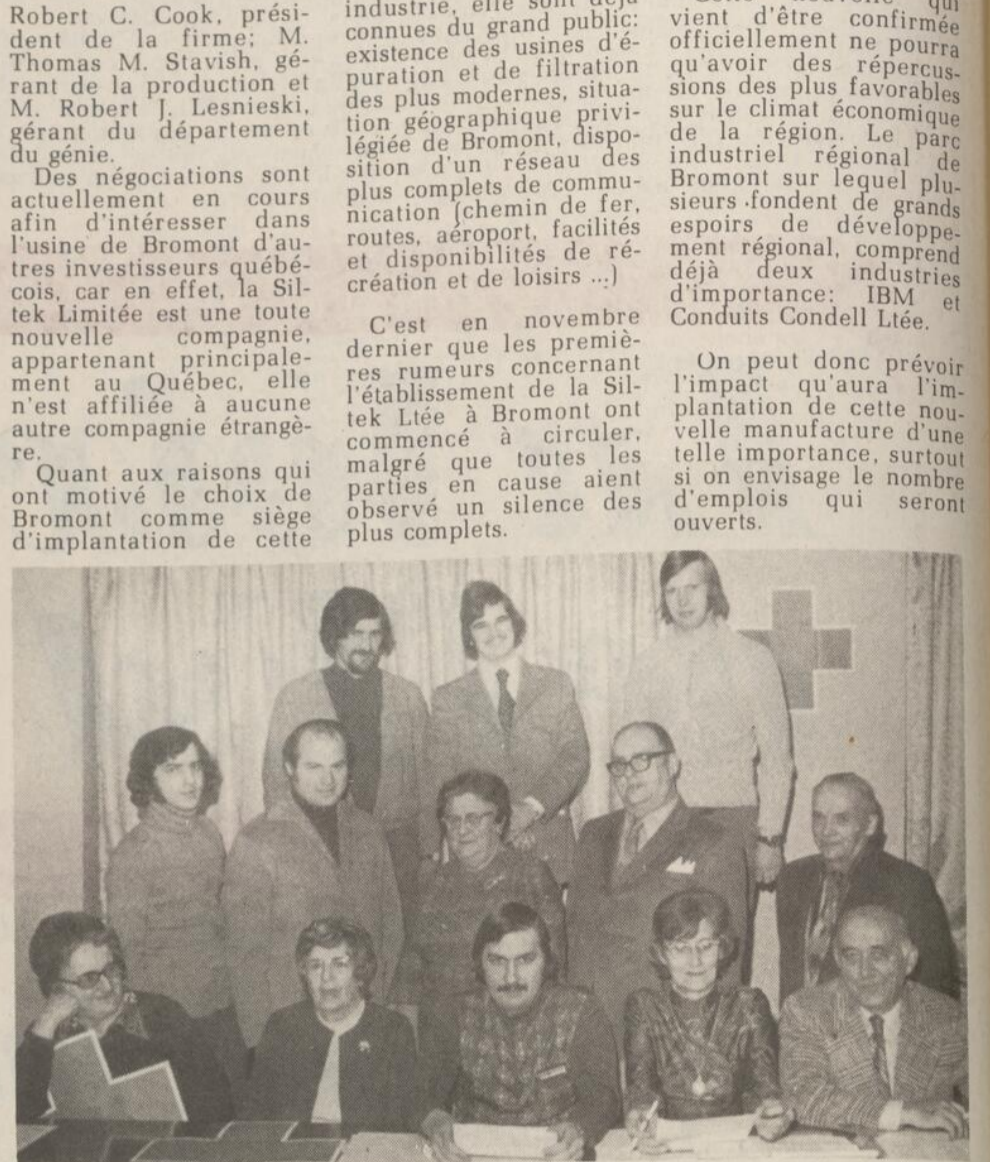 Robert C. Cook, prési-
dent de la firme; M.
Thomas M. Stavish, gé-
rant de la production et
M. Robert J. Lesnieski,
gérant du département
du génie.
Des négociations sont
actuellement en cours
afin d'intéresser dans
l'usine de Bromont d'au-
tres investisseurs québé-
cois, car en effet, la Sil-
tek Limitée est une toute
nouvelle compagnie,
appartenant principale-
ment au Québec, elle
n'est affiliée à aucune
autre compagnie étrangè-
re.
Quant aux raisons qui
ont motivé le choix de
Bromont comme siège
d'implantation de cette
industrie, elle sont déjà
connues du grand public:
existence des usines d'é-
puration et de filtration
des plus modernes, situa-
tion géographique privi-
légiée de Bromont, dispo-
sition d'un réseau des
plus complets de commu-
nication (chemin de fer,
routes, aéroport, facilités
et disponibilités de ré-
création et de loisirs ...)
C'est en novembre
dernier que les premiè-
res rumeurs concernant
l'établissement de la Sil-
tek Ltée à Bromont ont
commencé à circuler,
malgré que toutes les
parties en cause aient
observé un silence des
plus complets.
qui
vient d'être confirmée
officiellement ne pourra
qu'avoir des répercus-
sions des plus favorables
sur le climat économique
de la région. Le parc
industriel régional de
Bromont sur lequel plu-
sieurs fondent de grands
espoirs de développe-
ment régional, comprend
déjà deux industries
d'importance: IBM et
Conduits Condell Ltée.
On peut donc prévoir
l'impact qu'aura l'im-
plantation de cette nou-
velle manufacture d'une
telle importance, surtout
si on envisage le nombre
d'emplois qui seront
ouverts.